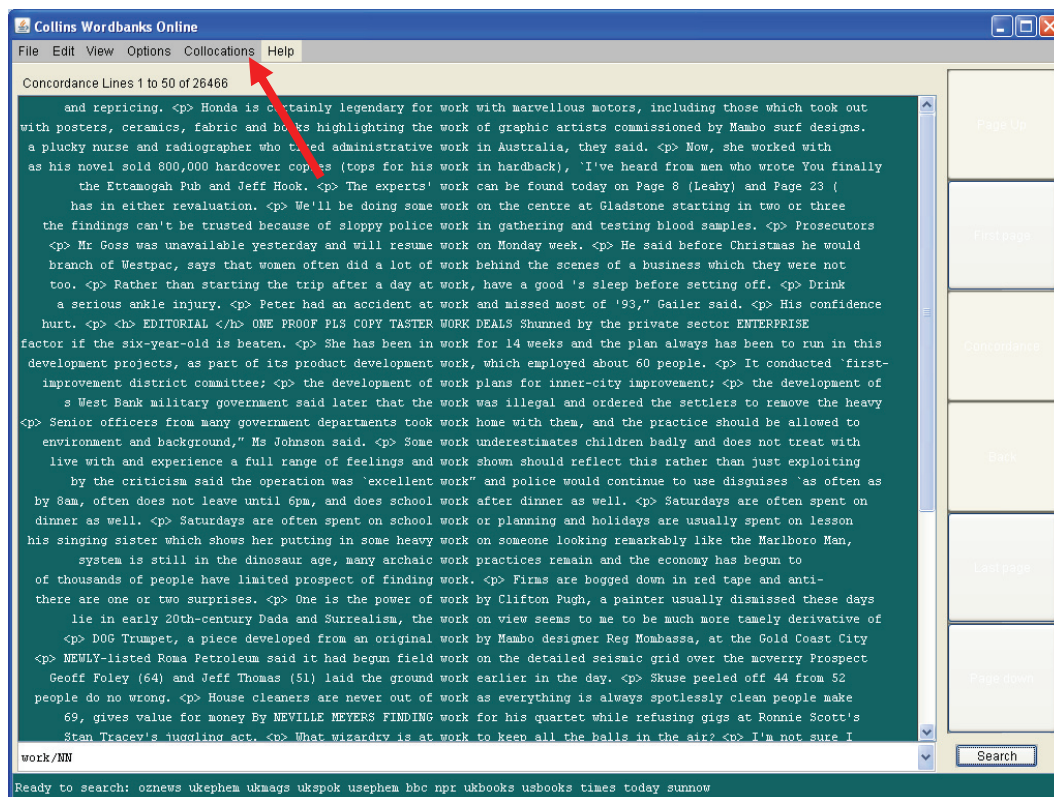 Collins Wordbanks Online
File Edit View Options Collocations Help
Concordance Lines 1 to 50 of 26466
and repricing. <p> Honda is certainly legendary for work with marvellous motors, including those which took out
with posters, ceramics, fabric and books highlighting the work of graphic artists commissioned by Mambo surf designs.
a plucky nurse and radiographer who tired administrative work in Australia, they said. <p> Now, she worked with
as his novel sold 800,000 hardcover copies (tops for his work in hardback), `I've heard from men who wrote You finally
the Ettamogah Pub and Jeff Hook. <p> The experts' work can be found today on Page 8 (Leahy) and Page 23 (
has in either revaluation. <p> We'll be doing some work on the centre at Gladstone starting in two or three
the findings can't be trusted because of sloppy police work in gathering and testing blood samples. <p> Prosecutors
<p> Mr Goss was unavailable yesterday and will resume work on Monday week. <p> He said before Christmas he would
branch of Westpac, says that women often did a lot of work behind the scenes of a business which they were not
too. <p> Rather than starting the trip after a day at work, have a good 's sleep before setting off. <p> Drink
a serious ankle injury. <p> Peter had an accident at work and missed most of '93," Gailer said. <p> His confidence
hurt. <p> <h> EDITORIAL </h> ONE PROOF PLS COPY TASTER WORK DEALS Shunned by the private sector ENTERPRISE
factor if the six-year-old is beaten. <p> She has been in work for 14 weeks and the plan always has been to run in this
development projects, as part of its product development work, which employed about 60 people. <p> It conducted `first-
improvement district committee; <p> the development of work plans for inner-city improvement; <p> the development of
s West Bank military government said later that the work was illegal and ordered the settlers to remove the heavy
<p> Senior officers from many government departments took work home with them, and the practice should be allowed to
environment and background," Ms Johnson said. <p> Some work underestimates children badly and does not treat with
live with and experience a full range of feelings and work shown should reflect this rather than just exploiting
by the criticism said the operation was `excellent work" and police would continue to use disguises `as often as
by 8am, often does not leave until 6pm, and does school work after dinner as well. <p> Saturdays are often spent on
dinner as well. <p> Saturdays are often spent on school work or planning and holidays are usually spent on lesson
his singing sister which shows her putting in some heavy work on someone looking remarkably like the Marlboro Man,
system is still in the dinosaur age, many archaic work practices remain and the economy has begun to
of thousands of people have limited prospect of finding work. <p> Firms are bogged down in red tape and anti-
there are one or two surprises. <p> One is the power of work by Clifton Pugh, a painter usually dismissed these days
lie in early 20th-century Dada and Surrealism, the work on view seems to me to be much more tamely derivative of
<p> DOG Trumpet, a piece developed from an original work by Mambo designer Reg Mombassa, at the Gold Coast City
<p> NEWLY-listed Roma Petroleum said it had begun field work on the detailed seismic grid over the mcverry Prospect
Geoff Foley (64) and Jeff Thomas (51) laid the ground work earlier in the day. <p> Skuse peeled off 44 from 52
people do no wrong. <p> House cleaners are never out of work as everything is always spotlessly clean people make
69, gives value for money By NEVILLE MEYERS FINDING work for his quartet while refusing gigs at Ronnie Scott's
Stan Tracey's juggling act. <p> What wizardry is at work to keep all the balls in the air? <p> I'm not sure I
Page Up
First page
Concordance
Back
Last page
Page down
work/NN
Search
Ready to search: oznews ukephem ukmags ukspok usephem bbc npr ukbooks usbooks times today sunnow